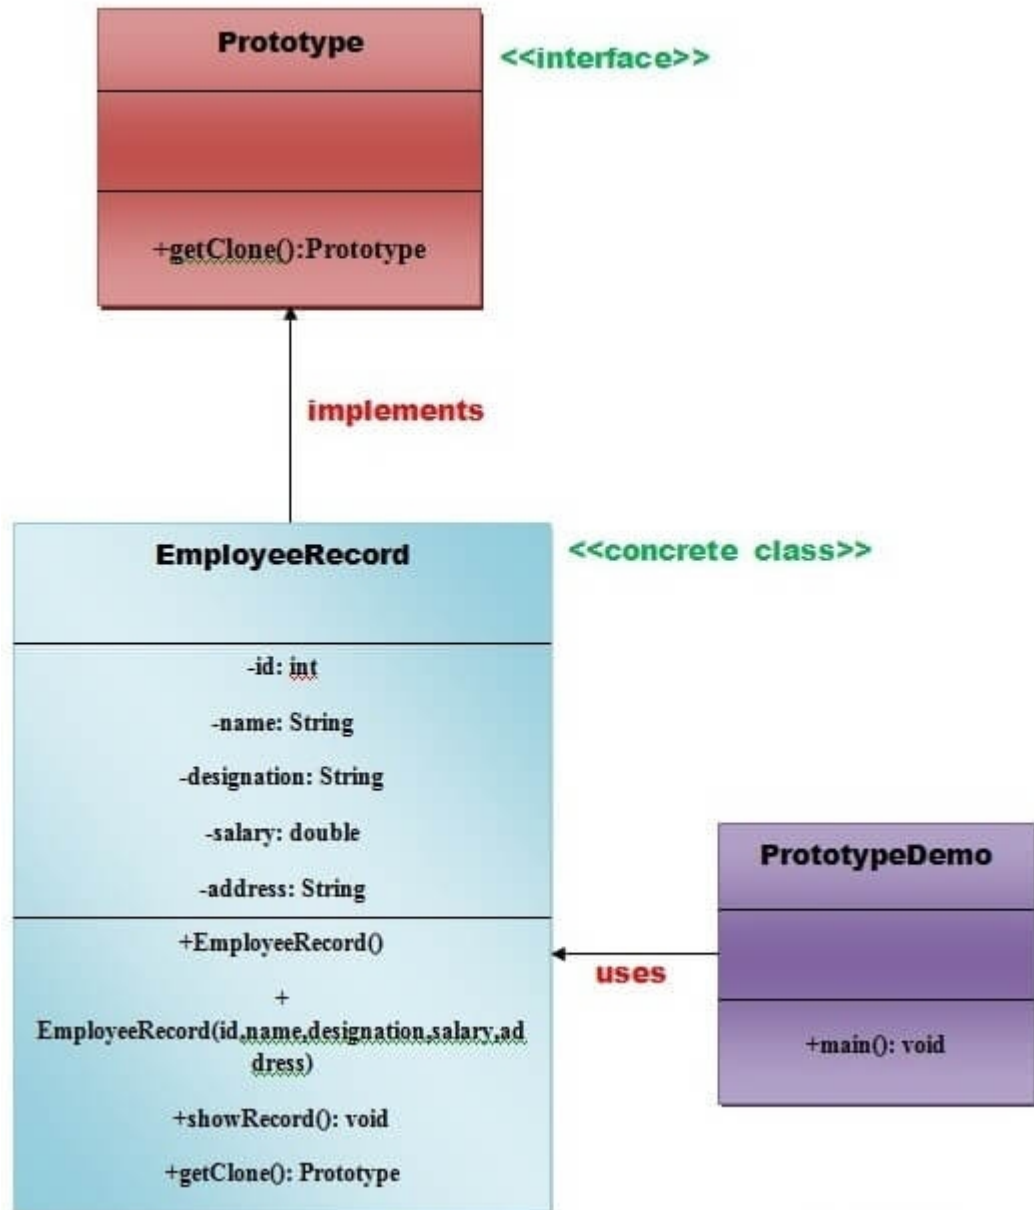 Prototype
<<interface>>
+getClone():Prototype
implements
EmployeeRecord
<<concrete class>>
-id: int
-name: String
-designation: String
-salary: double
-address: String
+EmployeeRecord()
+
EmployeeRecord(id,name,designation,salary,ad
dress)
+showRecord(): void
+getClone(): Prototype
uses
PrototypeDemo
+main(): void